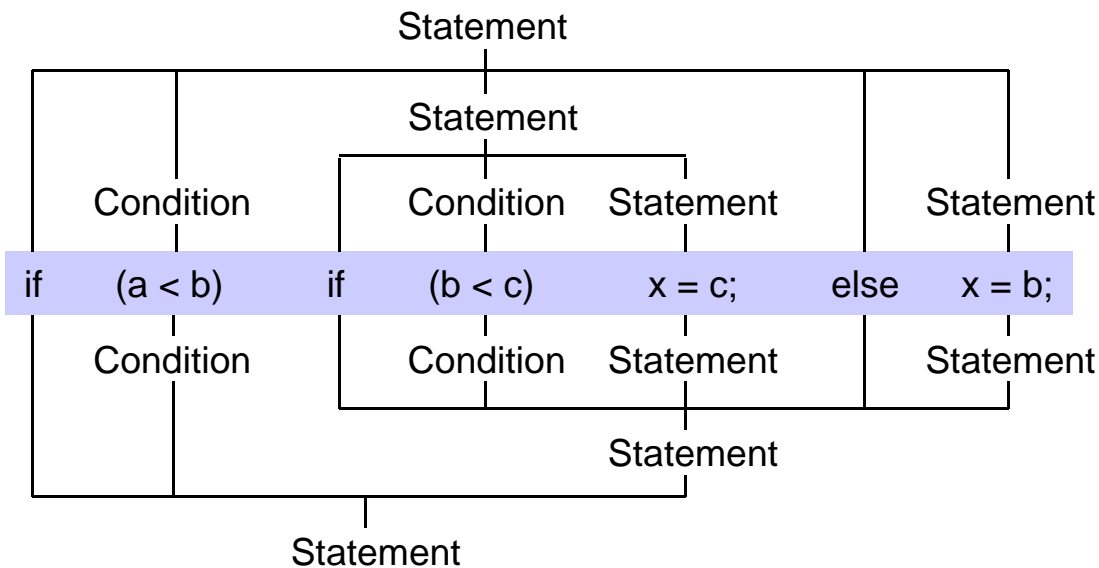 Statement
Statement
Condition Condition Statement Statement
if (a < b) if (b < c) x = c; else x = b;
Condition Condition Statement Statement
Statement
Statement